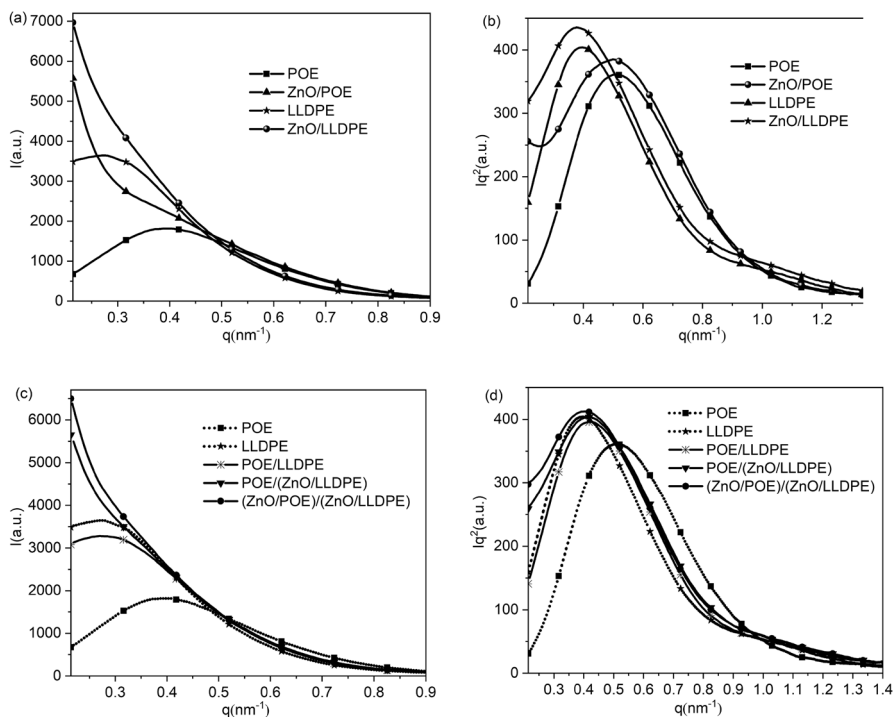 (a)
7000
6000
5000
4000
3000
2000
1000
0
I(a.u.)
POE
ZnO/POE
LLDPE
ZnO/LLDPE
0.3 0.4 0.5 0.6 0.7 0.8 0.9
q(nm⁻¹)
(b)
400
300
200
100
0
Iq²(a.u.)
POE
ZnO/POE
LLDPE
ZnO/LLDPE
0.4 0.6 0.8 1.0 1.2
q(nm⁻¹)
(c)
6000
5000
4000
3000
2000
1000
0
I(a.u.)
POE
LLDPE
POE/LLDPE
POE/(ZnO/LLDPE)
(ZnO/POE)/(ZnO/LLDPE)
0.3 0.4 0.5 0.6 0.7 0.8 0.9
q(nm⁻¹)
(d)
400
300
200
100
0
Iq²(a.u.)
POE
LLDPE
POE/LLDPE
POE/(ZnO/LLDPE)
(ZnO/POE)/(ZnO/LLDPE)
0.3 0.4 0.5 0.6 0.7 0.8 0.9 1.0 1.1 1.2 1.3 1.4
q(nm⁻¹)